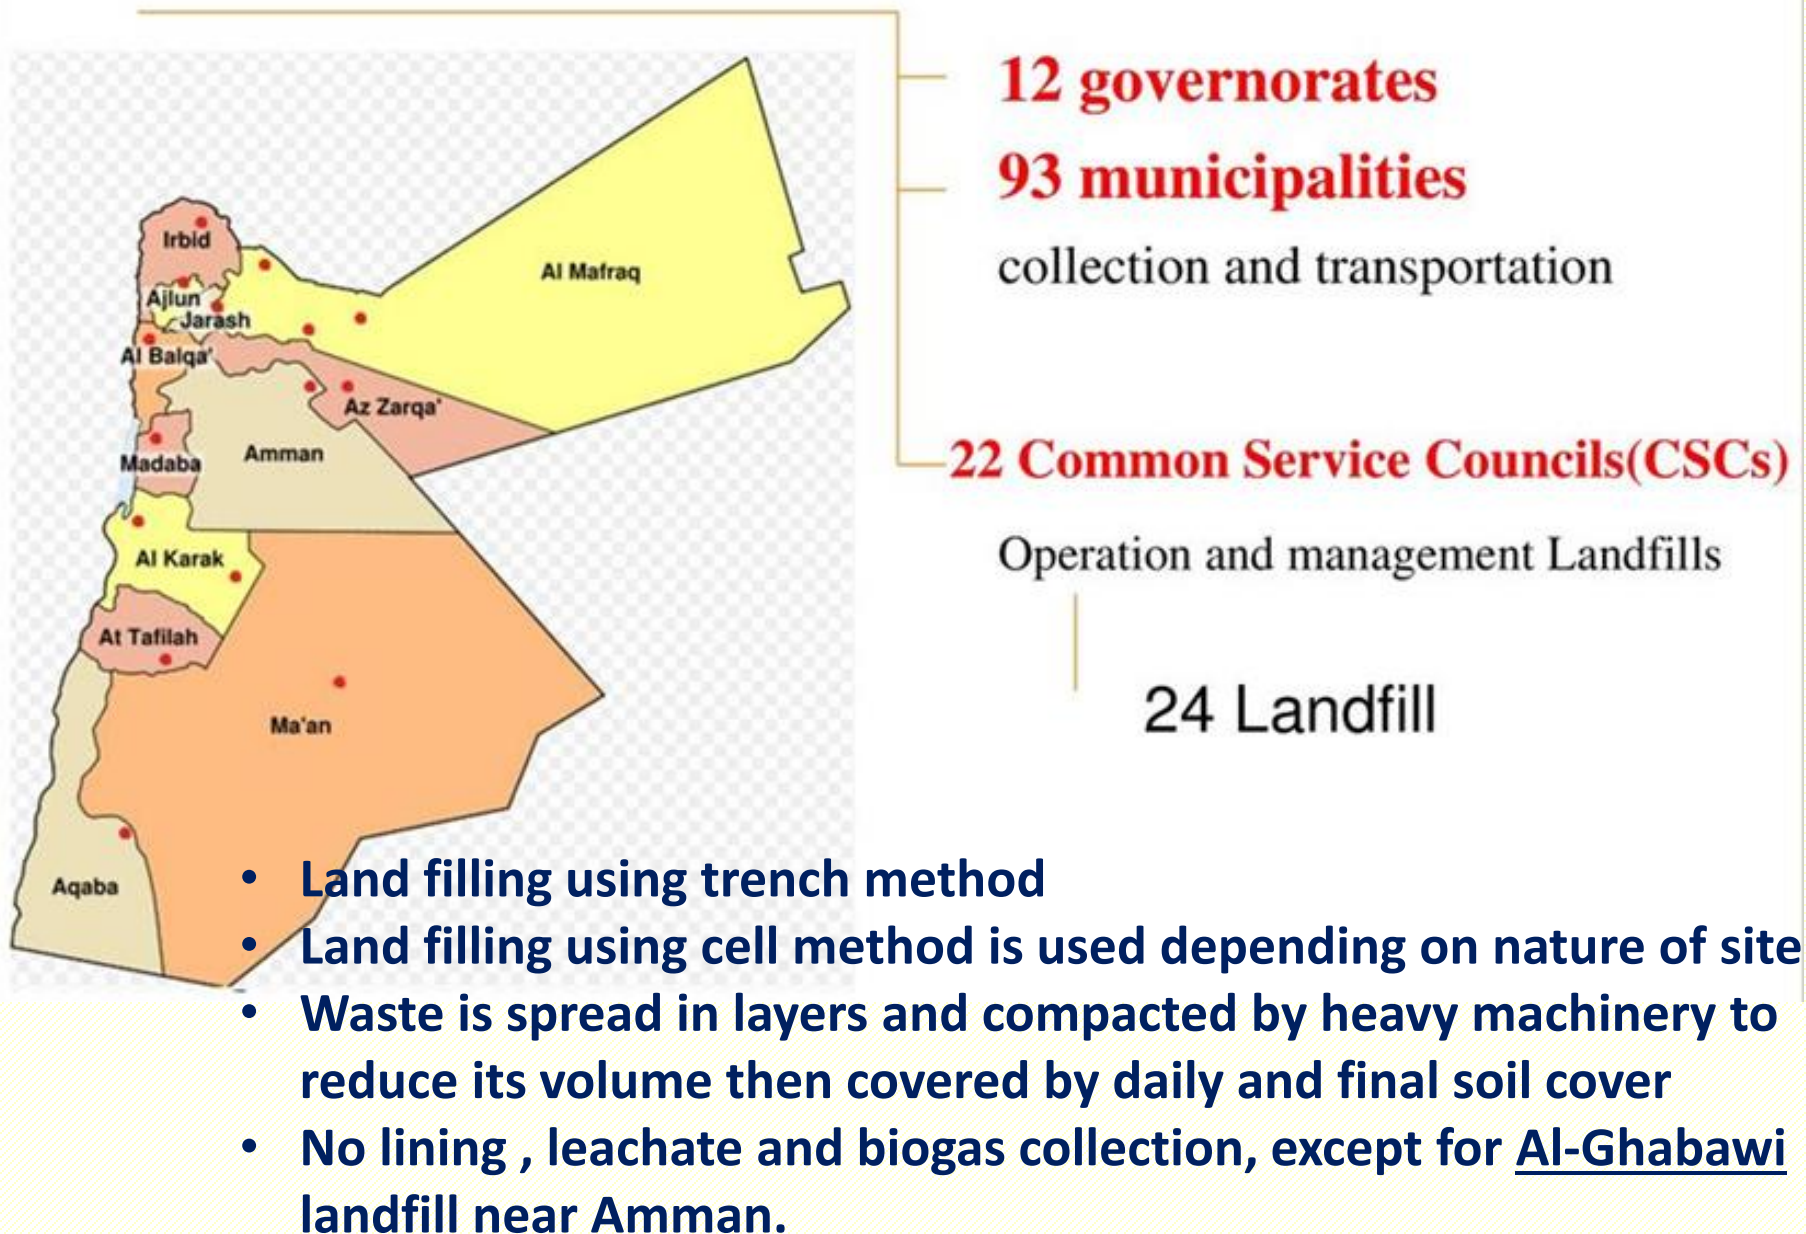 12 governorates
93 municipalities
collection and transportation
22 Common Service Councils(CSCs)
Operation and management Landfills
24 Landfill
Irbid
Ajlun
Jarash
Al Balqa'
Al Mafraq
Az Zarqa'
Amman
Madaba
Al Karak
At Tafilah
Ma'an
Aqaba
• Land filling using trench method
• Land filling using cell method is used depending on nature of site
• Waste is spread in layers and compacted by heavy machinery to
reduce its volume then covered by daily and final soil cover
• No lining , leachate and biogas collection, except for Al-Ghabawi
landfill near Amman.